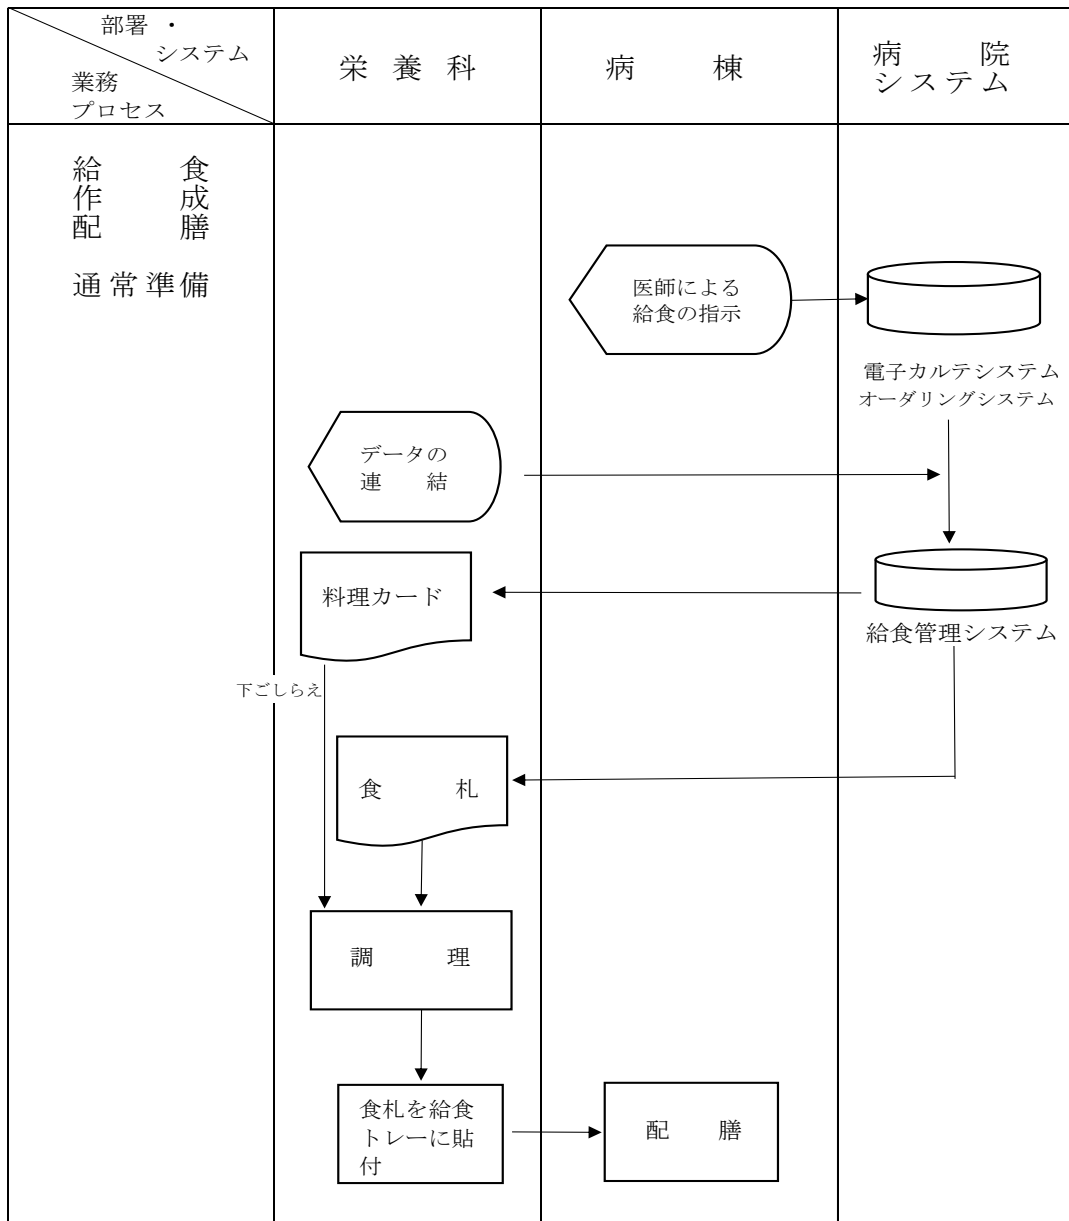 部署 ・
システム
業務
プロセス
栄 養 科
病 棟
病 院
システム
給 食
作 成
配 膳
通常準備
医師による
給食の指示
電子カルテシステム
オーダリングシステム
データの
連 結
料理カード
給食管理システム
下ごしらえ
食 札
調 理
食札を給食
トレーに貼
付
配 膳